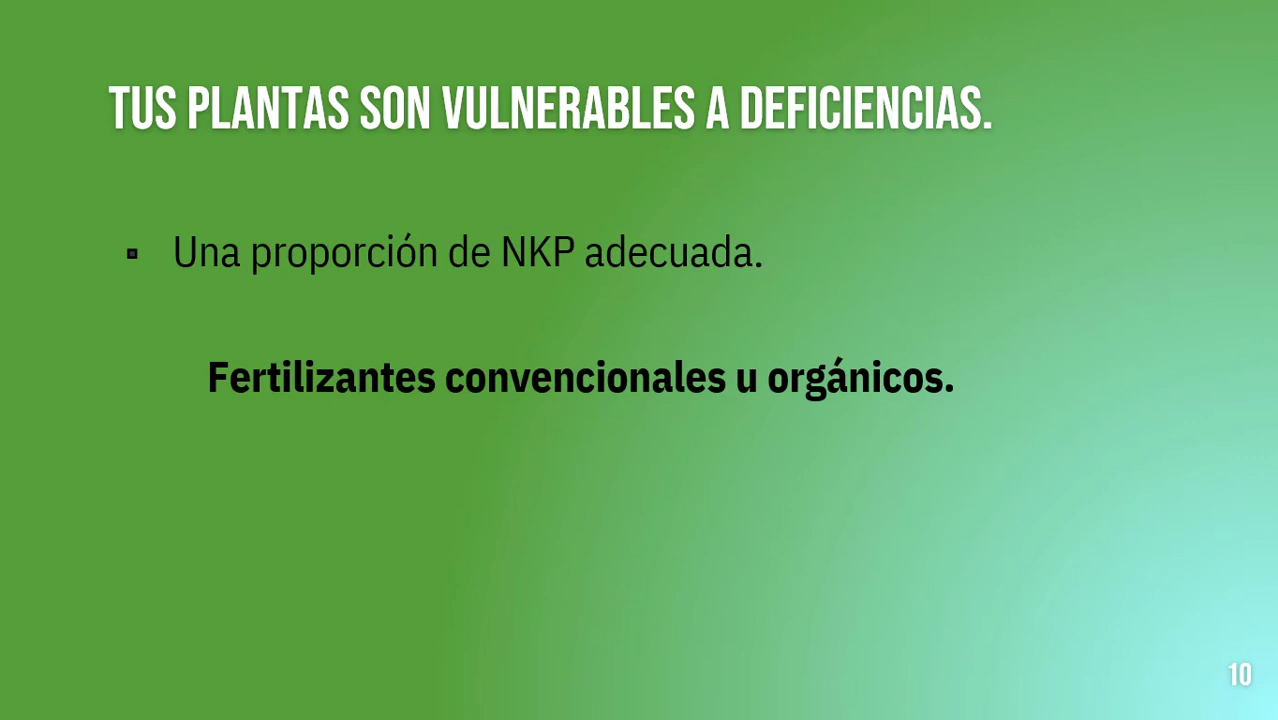 TUS PLANTAS SON VULNERABLES A DEFICIENCIAS.
▪ Una proporción de NKP adecuada.
Fertilizantes convencionales u orgánicos.
10